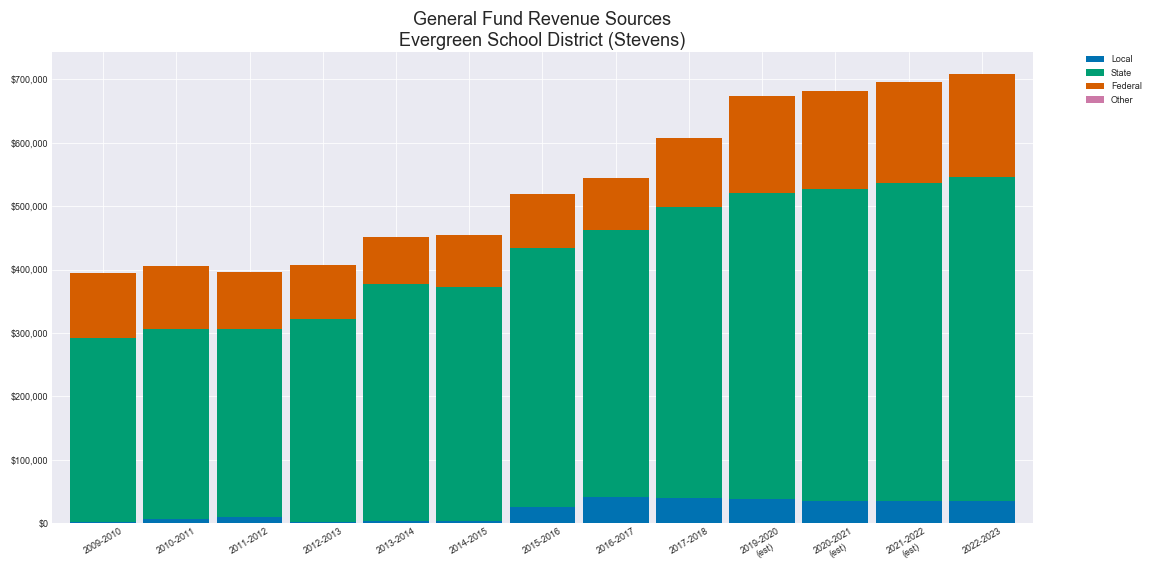 General Fund Revenue Sources
Evergreen School District (Stevens)
Local
State
Federal
Other
$700,000
$600,000
$500,000
$400,000
$300,000
$200,000
$100,000
$0
2009-2010
2010-2011
2011-2012
2012-2013
2013-2014
2014-2015
2015-2016
2016-2017
2017-2018
2019-2020
(est)
2020-2021
(est)
2021-2022
(est)
2022-2023